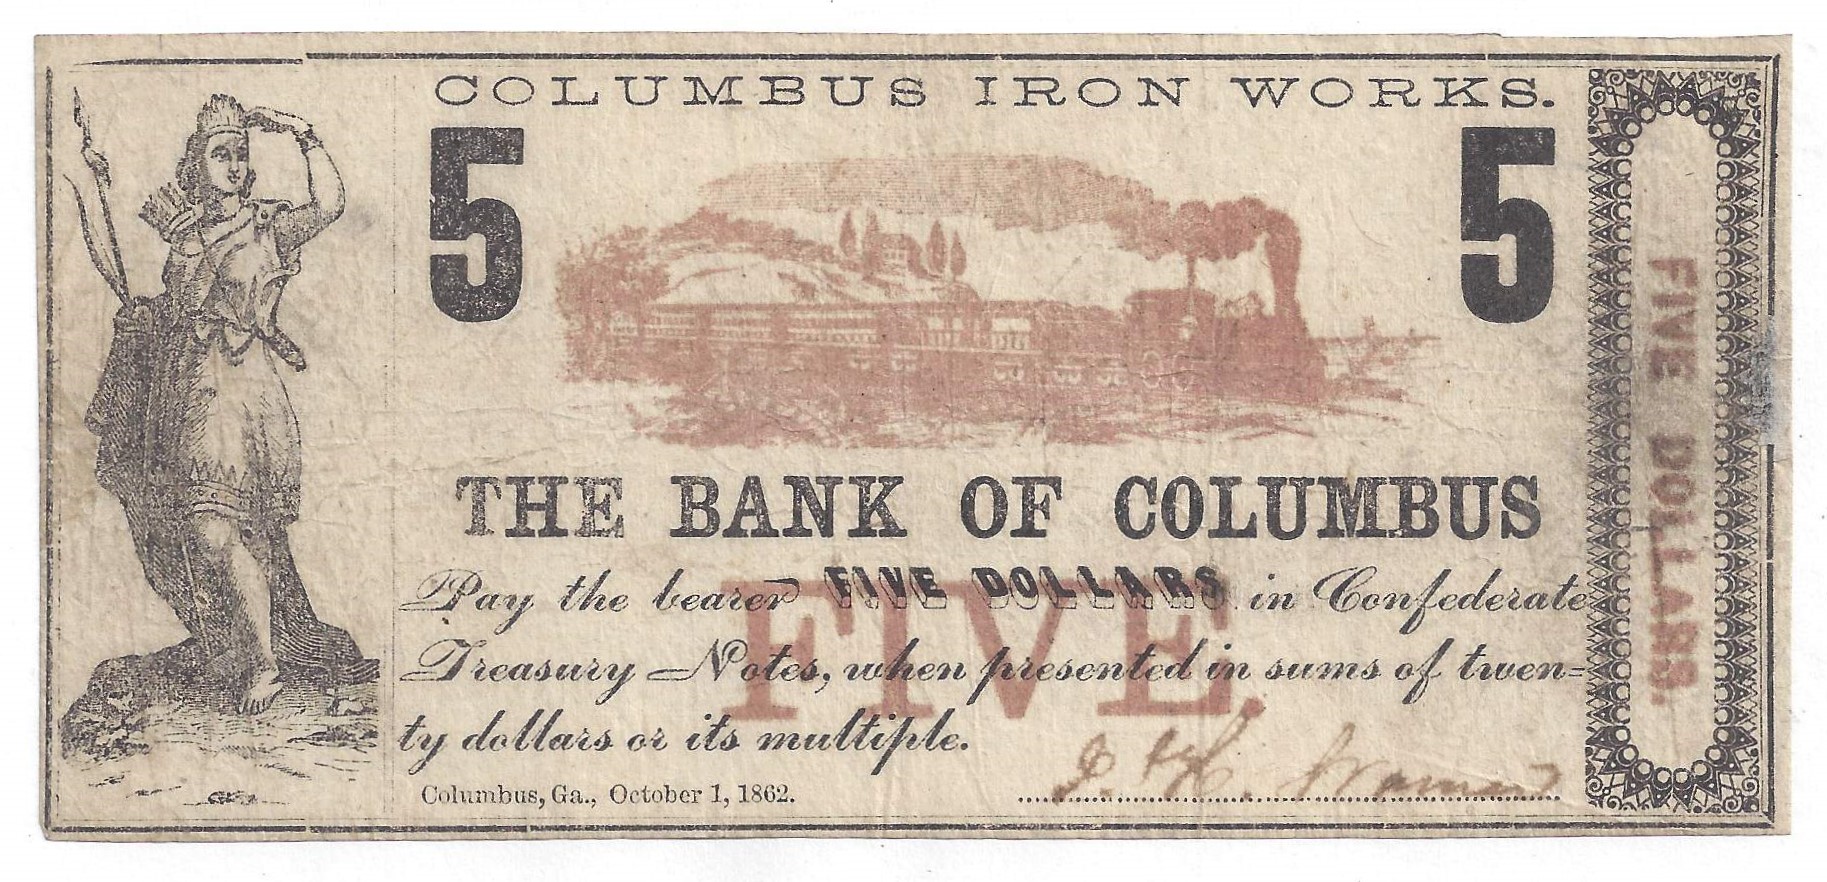 COLUMBUS IRON WORKS.
5 5
THE BANK OF COLUMBUS
Pay the bearer FIVE DOLLARS in Confederate
Treasury Notes, when presented in sums of twen=
ty dollars or its multiple.
FIVE.
Columbus, Ga., October 1, 1862.
FIVE DOLLARS.